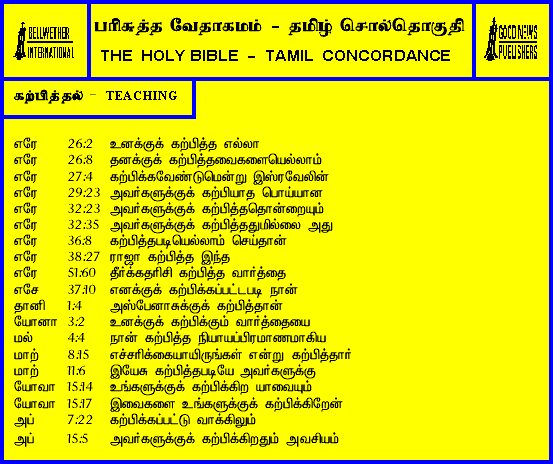 BELLWETHER INTERNATIONAL
பரிசுத்த வேதாகமம் - தமிழ் சொல்தொகுதி
THE HOLY BIBLE - TAMIL CONCORDANCE
GOOD NEWS PUBLISHERS
கற்பித்தல் - TEACHING
எரே 26:2 உனக்குக் கற்பித்த எல்லா
எரே 26:8 தனக்குக் கற்பித்தவைகளையெல்லாம்
எரே 27:4 கற்பிக்கவேண்டுமென்று இஸ்ரவேலின்
எரே 29:23 அவர்களுக்குக் கற்பியாத பொய்யான
எரே 32:23 அவர்களுக்குக் கற்பித்ததொன்றையும்
எரே 32:35 அவர்களுக்குக் கற்பித்ததுமில்லை அது
எரே 36:8 கற்பித்தபடியெல்லாம் செய்தான்
எரே 38:27 ராஜா கற்பித்த இந்த
எரே 51:60 தீர்க்கதரிசி கற்பித்த வார்த்தை
எசே 37:10 எனக்குக் கற்பிக்கப்பட்டபடி நான்
தானி 1:4 அஸ்பேனாசுக்குக் கற்பித்தான்
யோனா 3:2 உனக்குக் கற்பிக்கும் வார்த்தையை
மல் 4:4 நான் கற்பித்த நியாயப்பிரமாணமாகிய
மாற் 8:15 எச்சரிக்கையாயிருங்கள் என்று கற்பித்தார்
மாற் 11:6 இயேசு கற்பித்தபடியே அவர்களுக்கு
யோவா 15:14 உங்களுக்குக் கற்பிக்கிற யாவையும்
யோவா 15:17 இவைகளை உங்களுக்குக் கற்பிக்கிறேன்
அப் 7:22 கற்பிக்கப்பட்டு வாக்கிலும்
அப் 15:5 அவர்களுக்குக் கற்பிக்கிறதும் அவசியம்